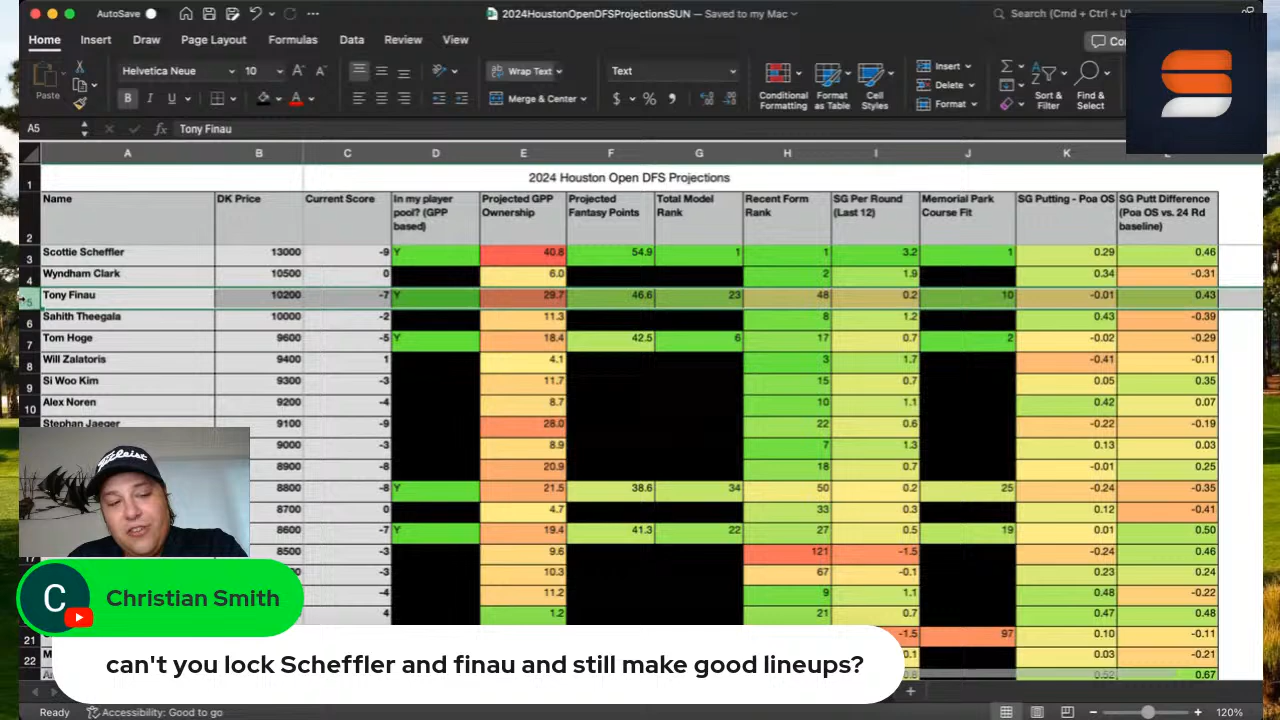 AutoSave
2024HoustonOpenDFSProjectionsSUN — Saved to my Mac
Search (Cmd + Ctrl + U)
Home Insert Draw Page Layout Formulas Data Review View
Paste
Helvetica Neue 10
B I U
Wrap Text
Merge & Center
Text
$ %
Conditional Formatting
Format as Table
Cell Styles
Insert
Delete
Format
Sort & Filter
Find & Select
A5 fx Tony Finau
A B C D E F G H I J K
1 2024 Houston Open DFS Projections
2 Name DK Price Current Score In my player pool? (GPP based) Projected GPP Ownership Projected Fantasy Points Total Model Rank Recent Form Rank SG Per Round (Last 12) Memorial Park Course Fit SG Putting - Poa OS SG Putt Difference (Poa OS vs. 24 Rd baseline)
3 Scottie Scheffler 13000 -9 Y 40.8 54.9 1 1 3.2 1 0.29 0.46
4 Wyndham Clark 10500 0 6.0 2 1.9 0.34 -0.31
5 Tony Finau 10200 -7 Y 29.7 46.6 23 48 0.2 10 -0.01 0.43
6 Sahith Theegala 10000 -2 11.3 8 1.2 0.43 -0.39
7 Tom Hoge 9600 -5 Y 18.4 42.5 6 17 0.7 2 -0.02 -0.29
8 Will Zalatoris 9400 1 4.1 3 1.7 -0.41 -0.11
9 Si Woo Kim 9300 -3 11.7 15 0.7 0.05 0.35
10 Alex Noren 9200 -4 8.7 10 1.1 0.42 0.07
Stephan Jaeger 9100 -9 28.0 22 0.6 -0.22 -0.19
9000 -3 8.9 7 1.3 0.13 0.03
8900 -8 20.9 18 0.7 -0.01 0.25
8800 -8 Y 21.5 38.6 34 50 0.2 25 -0.24 -0.35
8700 0 4.7 33 0.3 0.12 -0.41
8600 -7 Y 19.4 41.3 22 27 0.5 19 0.01 0.50
8500 -3 9.6 121 -1.5 -0.24 0.46
-3 10.3 67 -0.1 0.23 0.24
-4 11.2 9 1.1 0.48 -0.22
4 1.2 21 0.7 0.47 0.48
21 -1.5 97 0.10 -0.11
22 0.1 0.03 -0.21
0.52 0.67
Titleist
C Christian Smith
can't you lock Scheffler and finau and still make good lineups?
Ready Accessibility: Good to go 120%